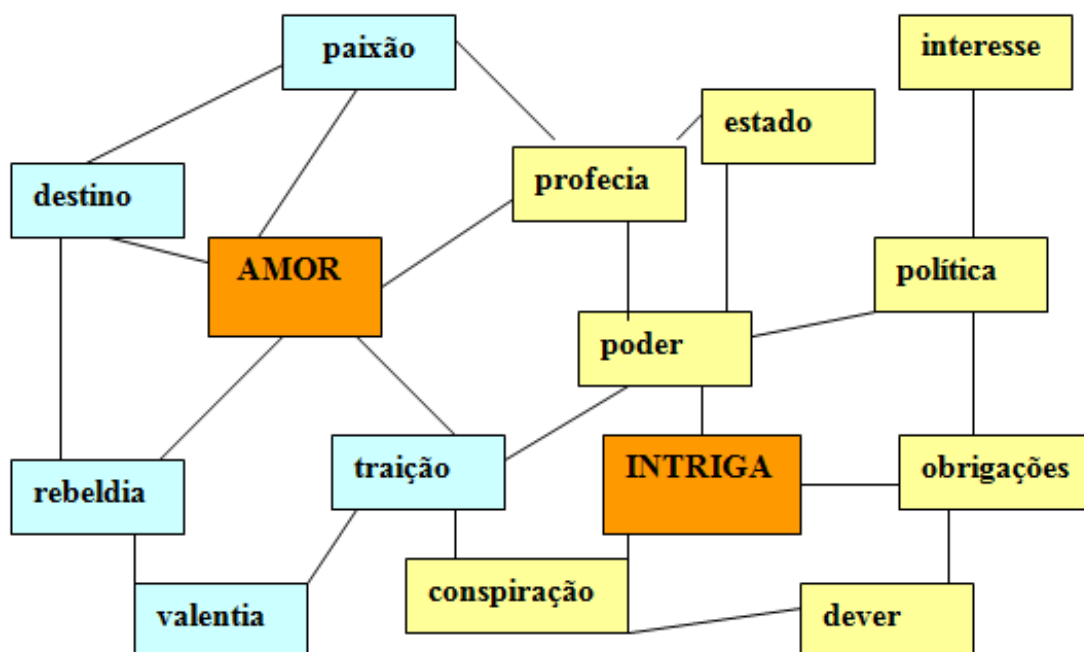 paixão
interesse
estado
profecia
destino
AMOR
política
poder
traição
INTRIGA
obrigações
rebeldia
conspiração
valentia
dever